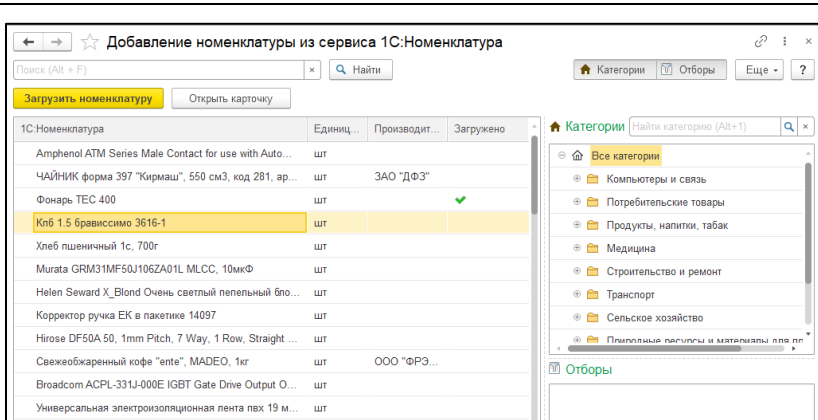 Добавление номенклатуры из сервиса 1С:Номенклатура
Поиск (Alt + F) × Найти Категории Отборы Еще ?
Загрузить номенклатуру Открыть карточку
1С:Номенклатура Единиц... Производит... Загружено
Amphenol ATM Series Male Contact for use with Auto... шт
ЧАЙНИК форма 397 "Кирмаш", 550 см3, код 281, ар... шт ЗАО "ДФЗ"
Фонарь ТЕС 400 шт
Кп6 1.5 брависсимо 3616-1 шт
Хлеб пшеничный 1с, 700г шт
Murata GRM31MF50J106ZA01L MLCC, 10мкФ шт
Helen Seward X_Blond Очень светлый пепельный бло... шт
Корректор ручка ЕК в пакетике 14097 шт
Hirose DF50A 50, 1mm Pitch, 7 Way, 1 Row, Straight ... шт
Свежеобжаренный кофе "ente", MADEO, 1кг шт ООО "ФРЭ...
Broadcom ACPL-331J-000E IGBT Gate Drive Output O... шт
Универсальная электроизоляционная лента пвх 19 м... шт
Категории Найти категорию (Alt+1) ×
Все категории
Компьютеры и связь
Потребительские товары
Продукты, напитки, табак
Медицина
Строительство и ремонт
Транспорт
Сельское хозяйство
Природные ресурсы и материалы для пр
Отборы